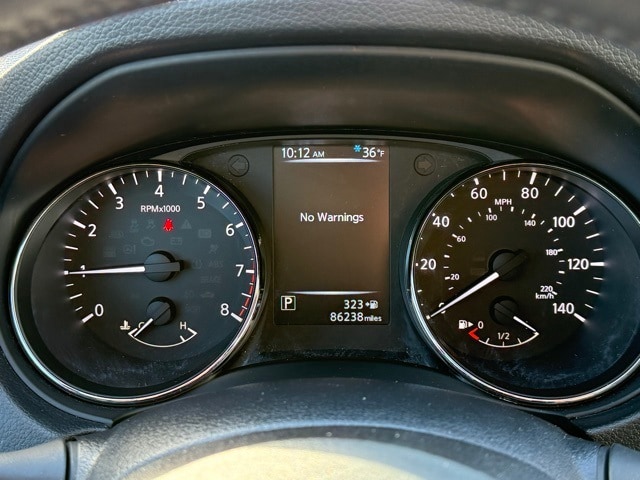 10:12 AM *36°F
No Warnings
P 323
86238 miles
RPMx1000
0 1 2 3 4 5 6 7 8
H
MPH
0 20 40 60 80 100 120 140
20 60 100 140 180 220
km/h
0 1/2